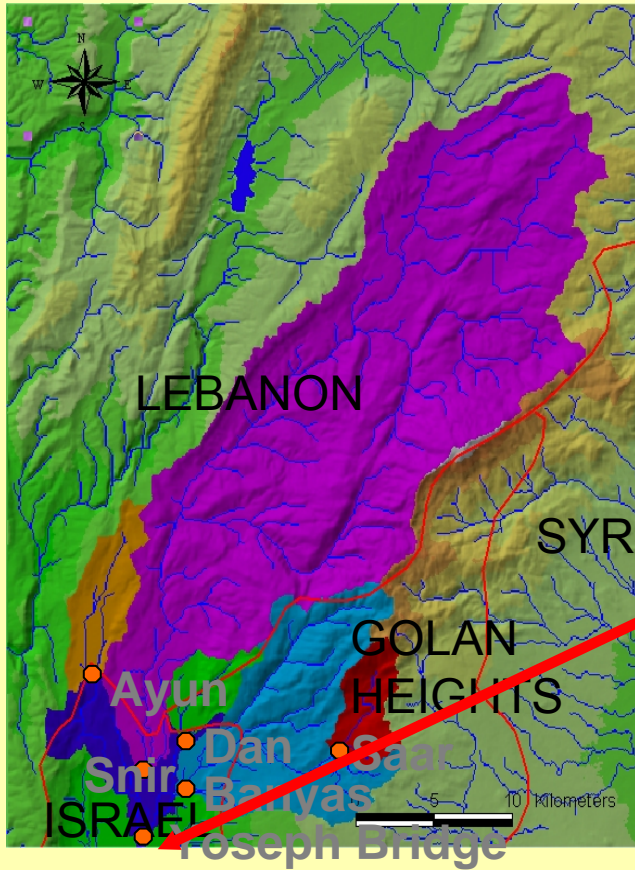 N
W E
S
LEBANON
SYR
GOLAN
HEIGHTS
Ayun
Dan
Saar
Snir
Banyas
ISRAEL
5 10 Kilometers
Yoseph Bridge